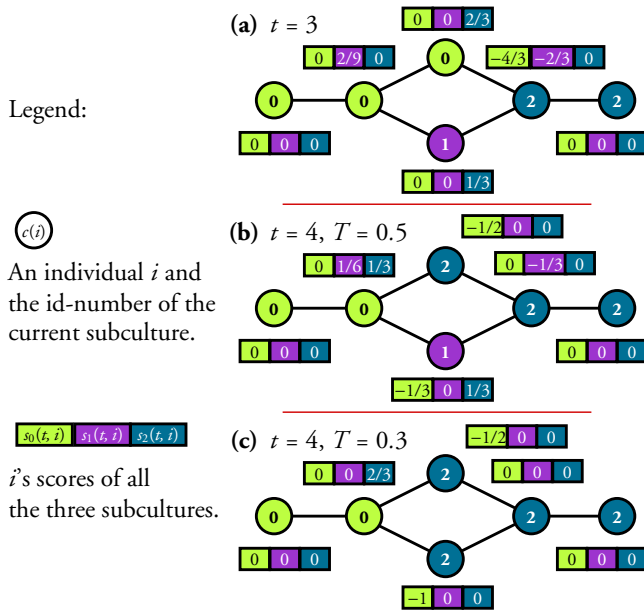 Legend:
c(i)
An individual i and
the id-number of the
current subculture.
s₀(t, i) s₁(t, i) s₂(t, i)
i's scores of all
the three subcultures.
(a) t = 3
0 0 2/3
0 2/9 0
−4/3 −2/3 0
0
0 0 2 2
1
0 0 0
0 0 0
0 0 1/3
(b) t = 4, T = 0.5
−1/2 0 0
0 1/6 1/3
0 −1/3 0
2
0 0 2 2
1
0 0 0
0 0 0
−1/3 0 1/3
(c) t = 4, T = 0.3
−1/2 0 0
0 0 2/3
0 0 0
2
0 0 2 2
2
0 0 0
0 0 0
−1 0 0